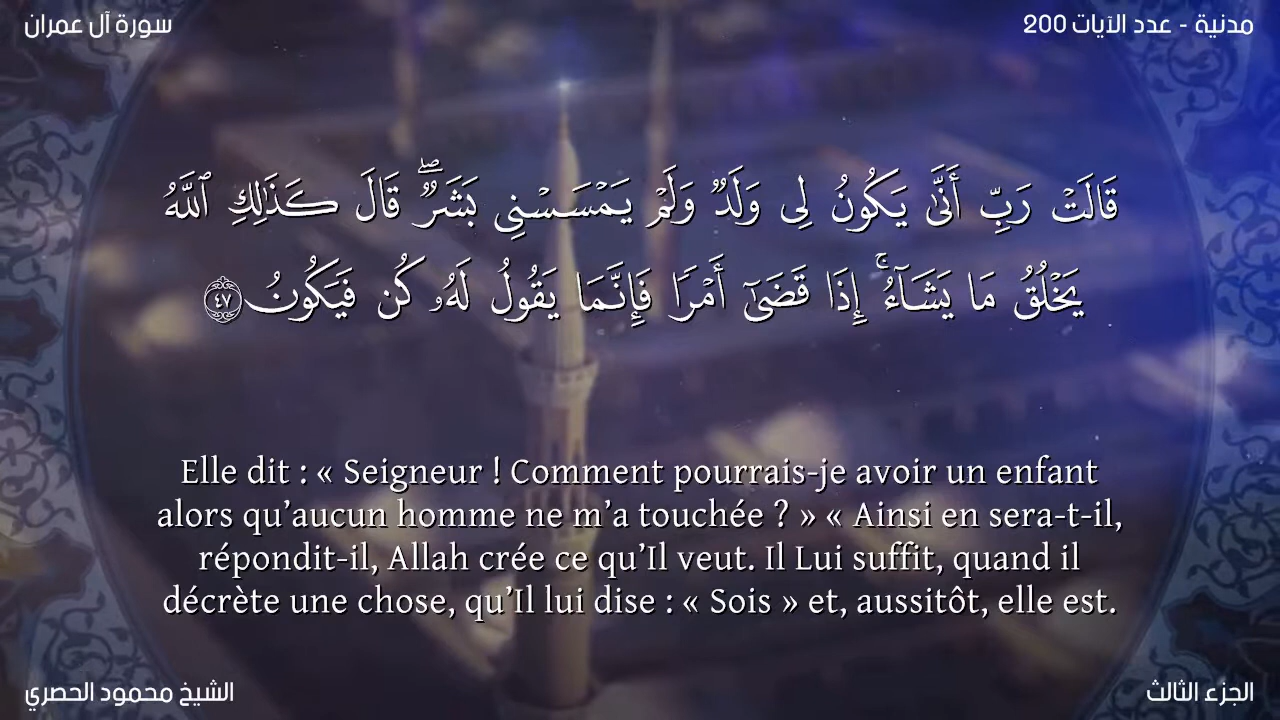 سورة آل عمران
مدنية - عدد الآيات 200
قَالَتْ رَبِّ أَنَّىٰ يَكُونُ لِى وَلَدٌ وَلَمْ يَمْسَسْنِى بَشَرٌ ۖ قَالَ كَذَٰلِكِ ٱللَّهُ
يَخْلُقُ مَا يَشَآءُ ۚ إِذَا قَضَىٰٓ أَمْرًا فَإِنَّمَا يَقُولُ لَهُۥ كُن فَيَكُونُ ٤٧
Elle dit : « Seigneur ! Comment pourrais-je avoir un enfant
alors qu’aucun homme ne m’a touchée ? » « Ainsi en sera-t-il,
répondit-il, Allah crée ce qu’Il veut. Il Lui suffit, quand il
décrète une chose, qu’Il lui dise : « Sois » et, aussitôt, elle est.
الشيخ محمود الحصري
الجزء الثالث